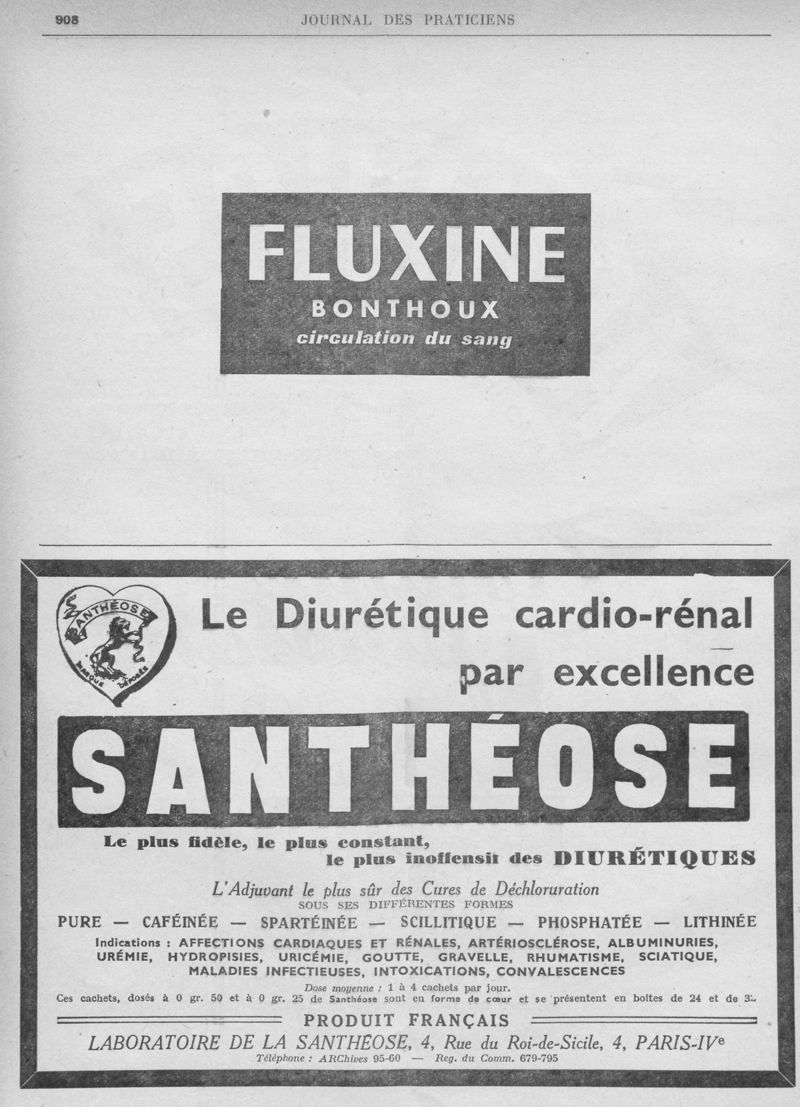 908
JOURNAL DES PRATICIENS
FLUXINE
BONTHOUX
circulation du sang
SANTHÉOSE
MARQUE DÉPOSÉE
Le Diurétique cardio-rénal
par excellence
SANTHÉOSE
Le plus fidèle, le plus constant,
le plus inoffensif des DIURÉTIQUES
L'Adjuvant le plus sûr des Cures de Déchloruration
SOUS SES DIFFÉRENTES FORMES
PURE — CAFÉINÉE — SPARTÉINÉE — SCILLITIQUE — PHOSPHATÉE — LITHINÉE
Indications : AFFECTIONS CARDIAQUES ET RÉNALES, ARTÉRIOSCLÉROSE, ALBUMINURIES,
URÉMIE, HYDROPISIES, URICÉMIE, GOUTTE, GRAVELLE, RHUMATISME, SCIATIQUE,
MALADIES INFECTIEUSES, INTOXICATIONS, CONVALESCENCES
Dose moyenne : 1 à 4 cachets par jour.
Ces cachets, dosés à 0 gr. 50 et à 0 gr. 25 de Santhéose sont en forme de cœur et se présentent en boîtes de 24 et de
PRODUIT FRANÇAIS
LABORATOIRE DE LA SANTHÉOSE, 4, Rue du Roi-de-Sicile, 4, PARIS-IVe
Téléphone : ARChives 95-60 — Reg. du Comm. 679-795